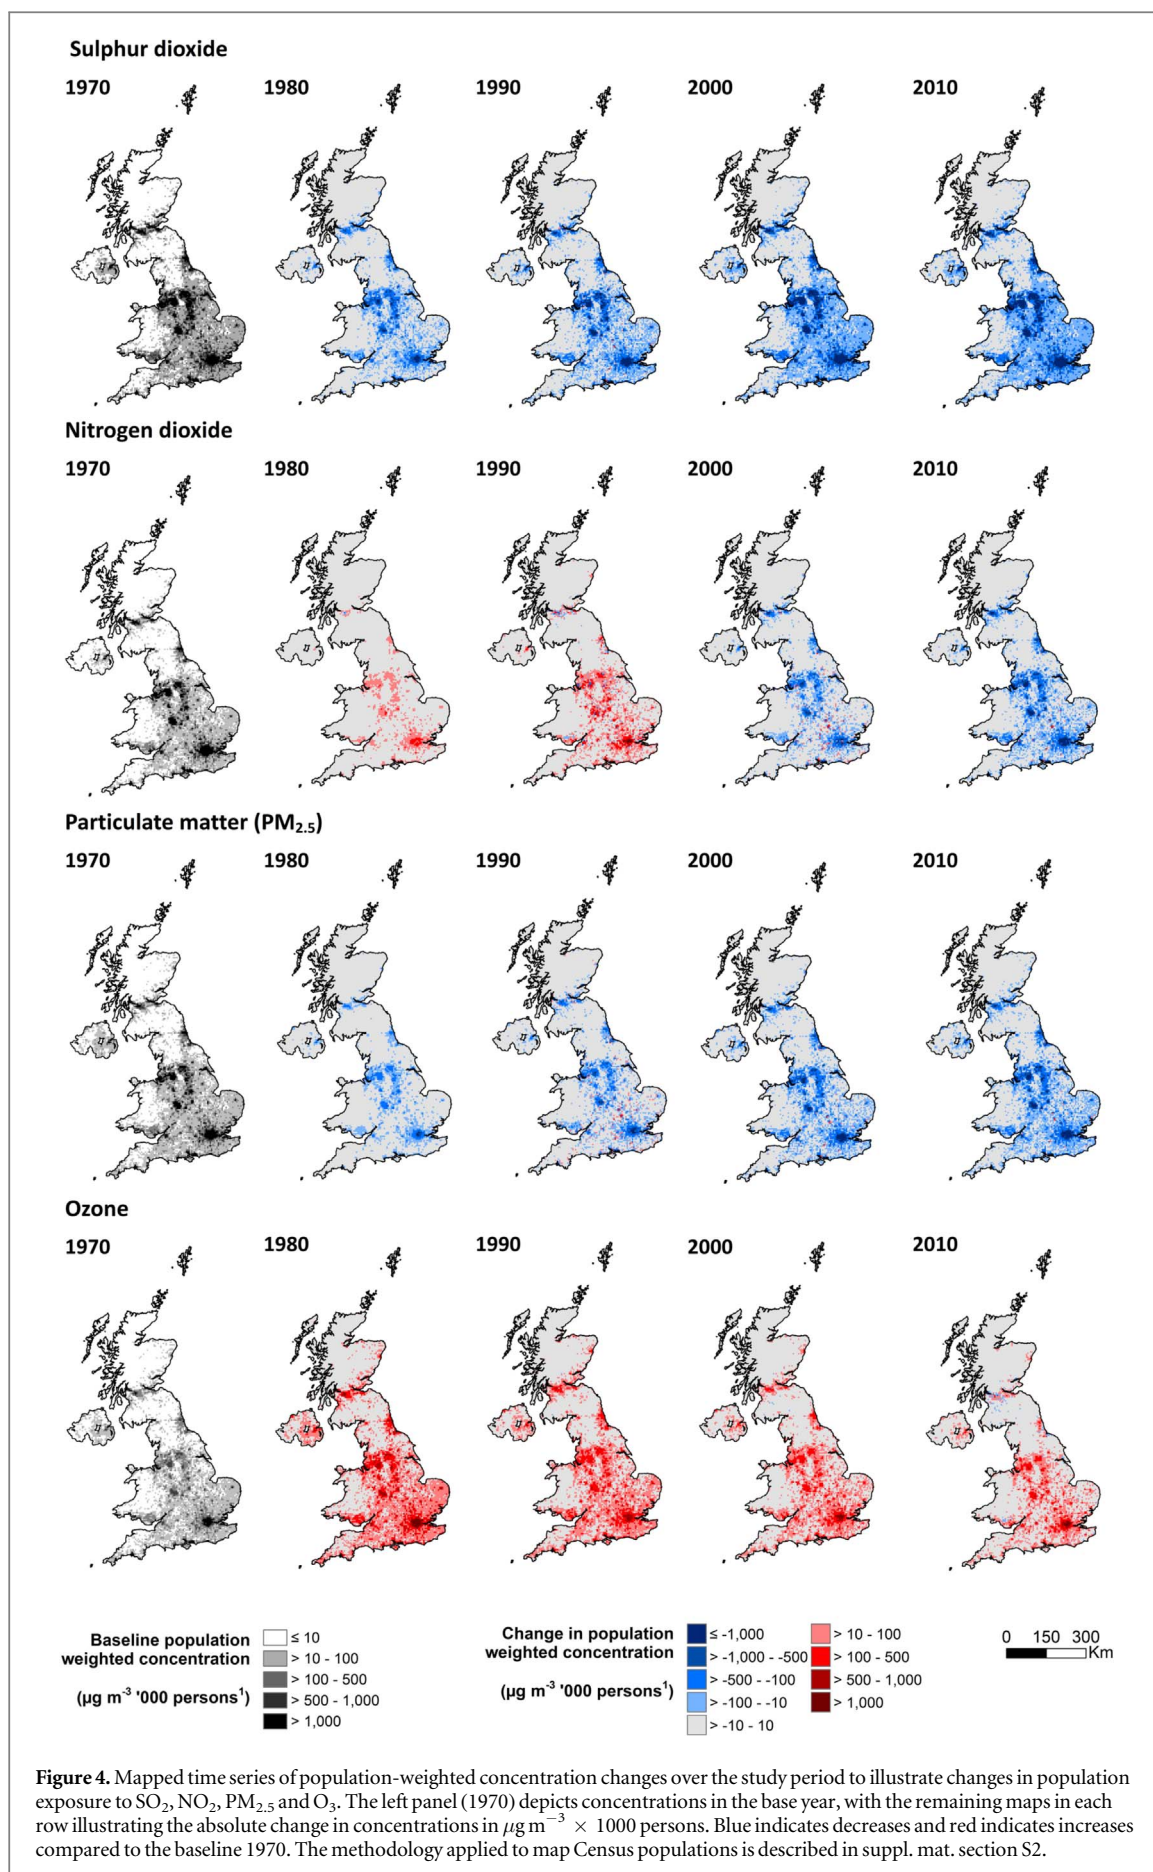 Sulphur dioxide
1970
1980
1990
2000
2010
Nitrogen dioxide
1970
1980
1990
2000
2010
Particulate matter (PM2.5)
1970
1980
1990
2000
2010
Ozone
1970
1980
1990
2000
2010
Baseline population
weighted concentration
(µg m-3 '000 persons1)
≤ 10
> 10 - 100
> 100 - 500
> 500 - 1,000
> 1,000
Change in population
weighted concentration
(µg m-3 '000 persons1)
≤ -1,000
> -1,000 - -500
> -500 - -100
> -100 - -10
> -10 - 10
> 10 - 100
> 100 - 500
> 500 - 1,000
> 1,000
0 150 300
Km
Figure 4. Mapped time series of population-weighted concentration changes over the study period to illustrate changes in population
exposure to SO2, NO2, PM2.5 and O3. The left panel (1970) depicts concentrations in the base year, with the remaining maps in each
row illustrating the absolute change in concentrations in µg m−3 × 1000 persons. Blue indicates decreases and red indicates increases
compared to the baseline 1970. The methodology applied to map Census populations is described in suppl. mat. section S2.